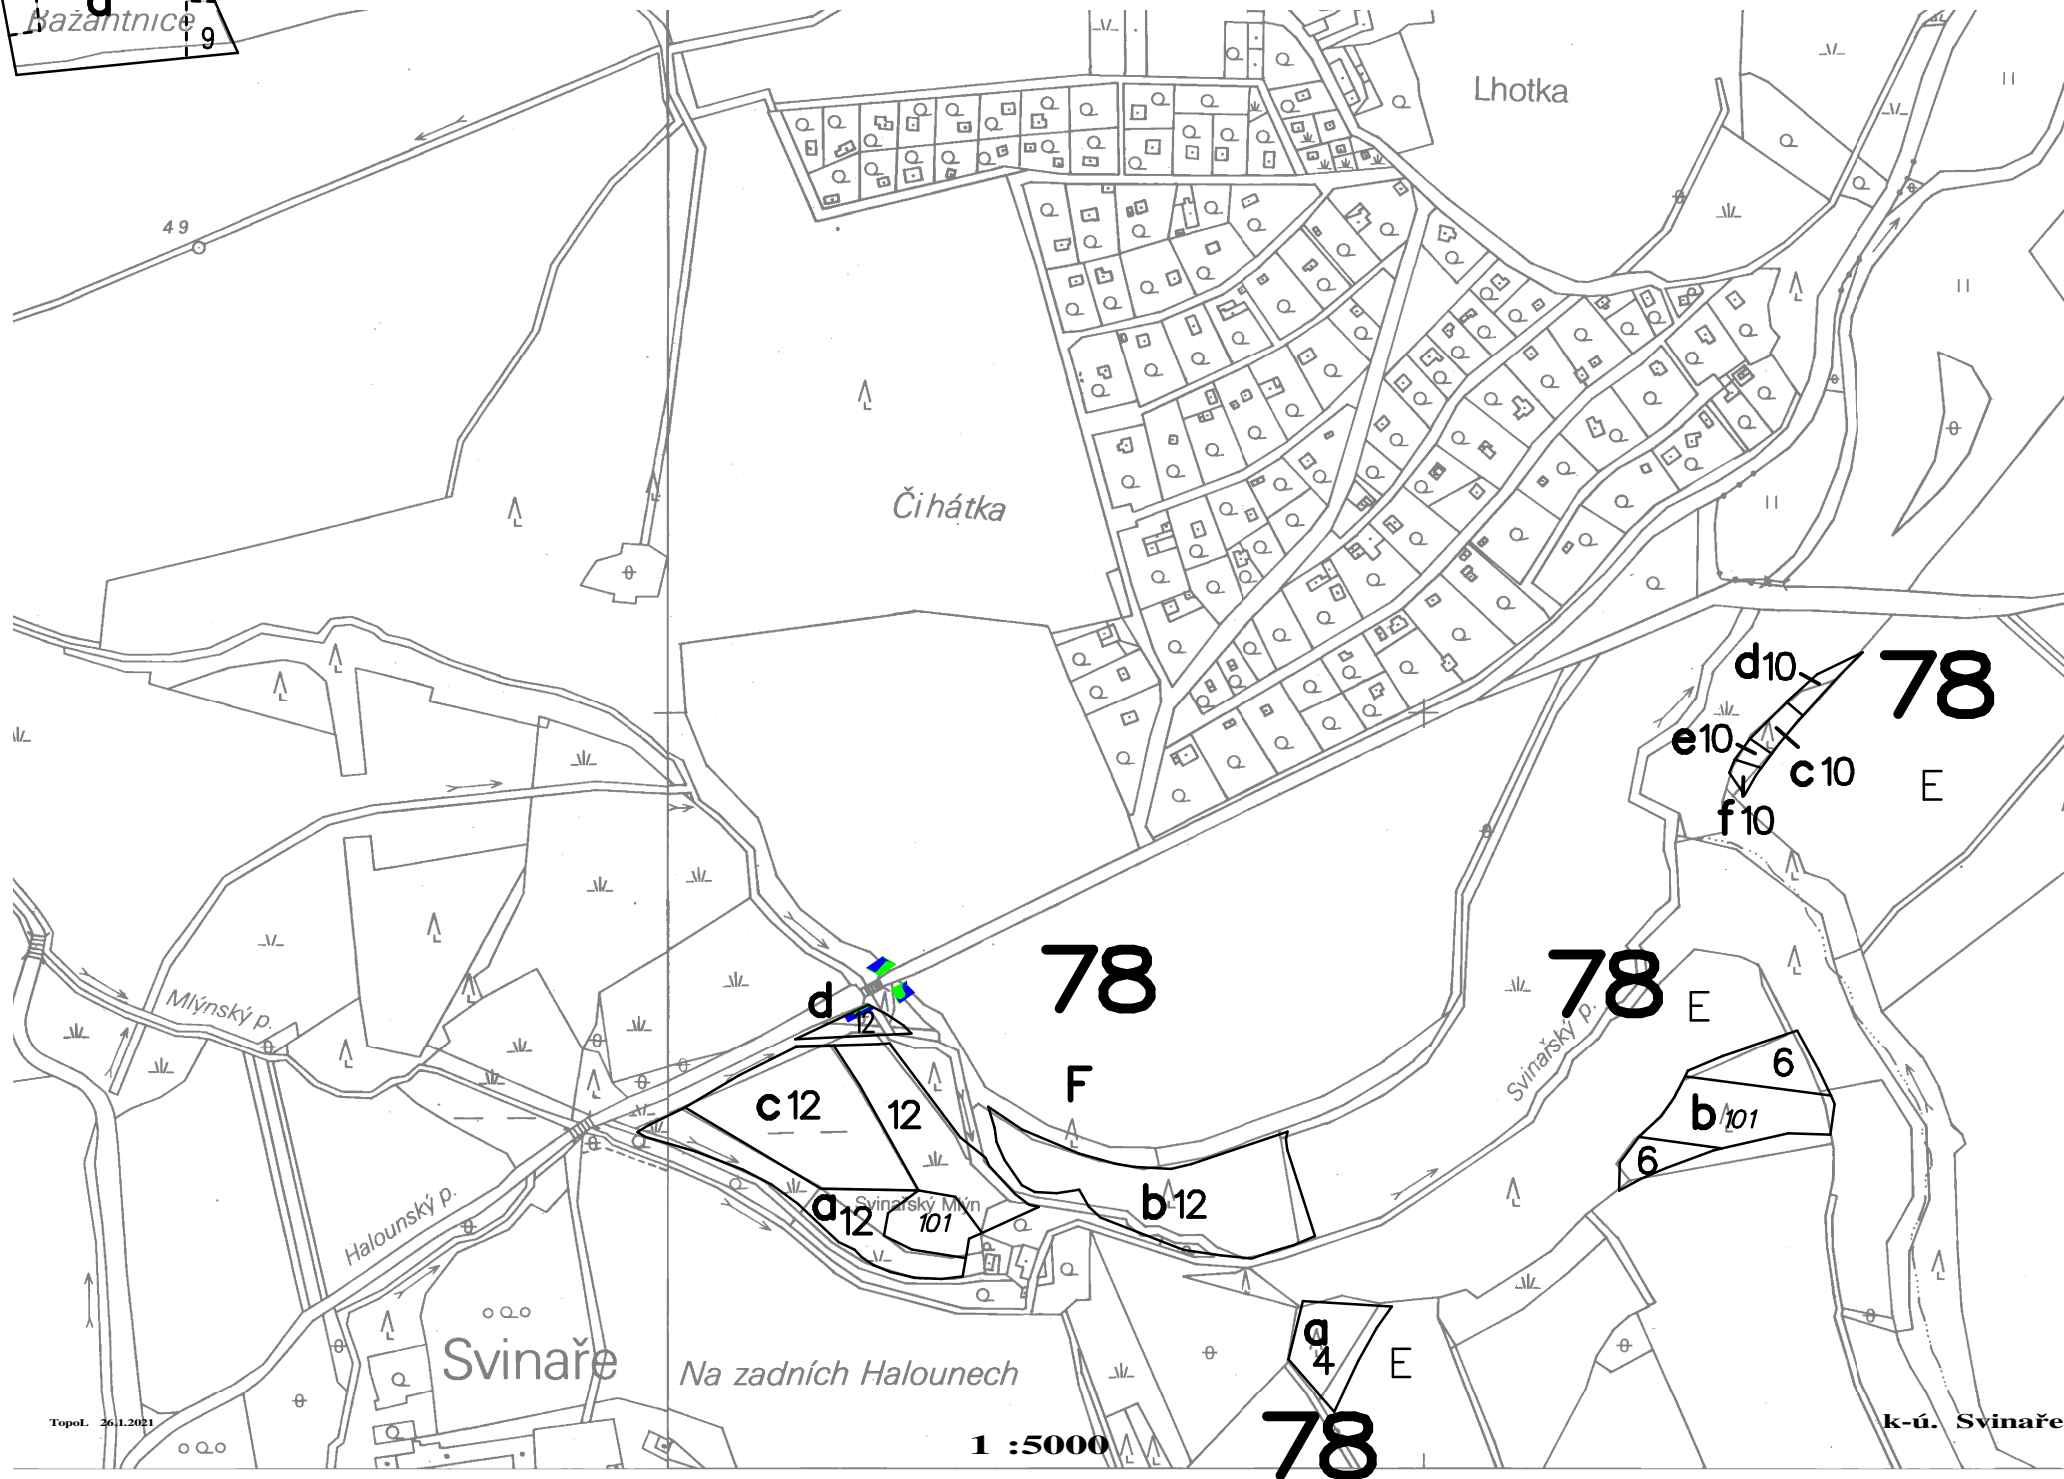 a
Bažantnice
9
Lhotka
49
Čihátka
d10
78
e10
c10
E
f10
78
78
Mlýnský p.
d
12
E
Svinařský p.
F
6
c12
12
b 101
6
Svinařský Mlýn
a12
101
b12
Halounský p.
a
4
E
Svinaře
Na zadních Halounech
78
TopoL 26.1.2021
1 :5000
k-ú. Svinaře